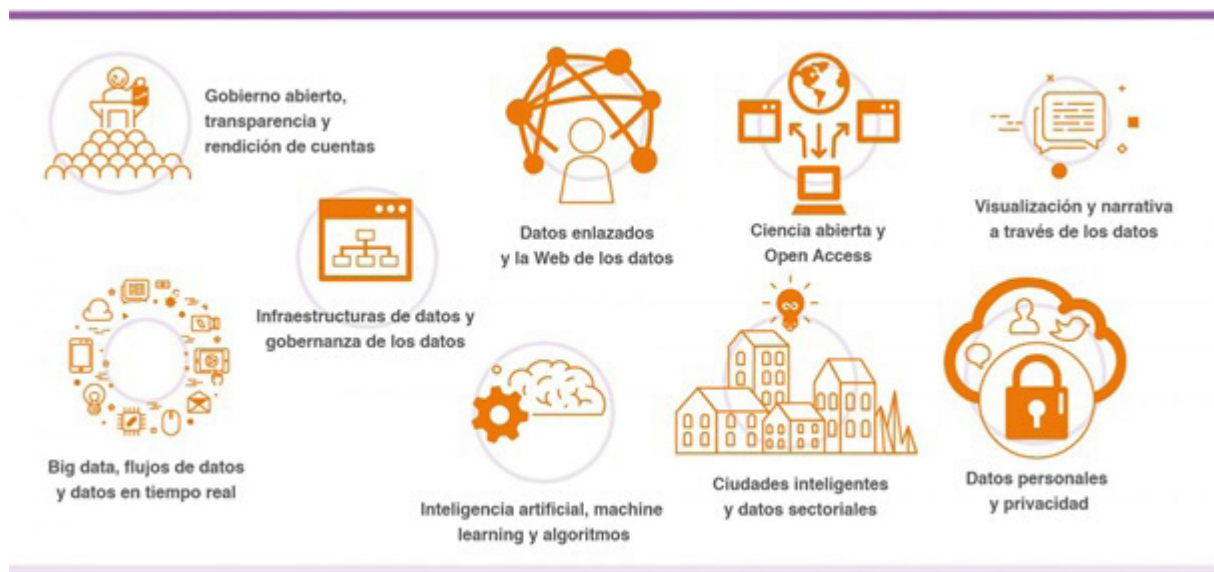 Gobierno abierto,
transparencia y
rendición de cuentas
Datos enlazados
y la Web de los datos
Ciencia abierta y
Open Access
Visualización y narrativa
a través de los datos
Infraestructuras de datos y
gobernanza de los datos
Big data, flujos de datos
y datos en tiempo real
Inteligencia artificial, machine
learning y algoritmos
Ciudades inteligentes
y datos sectoriales
Datos personales
y privacidad